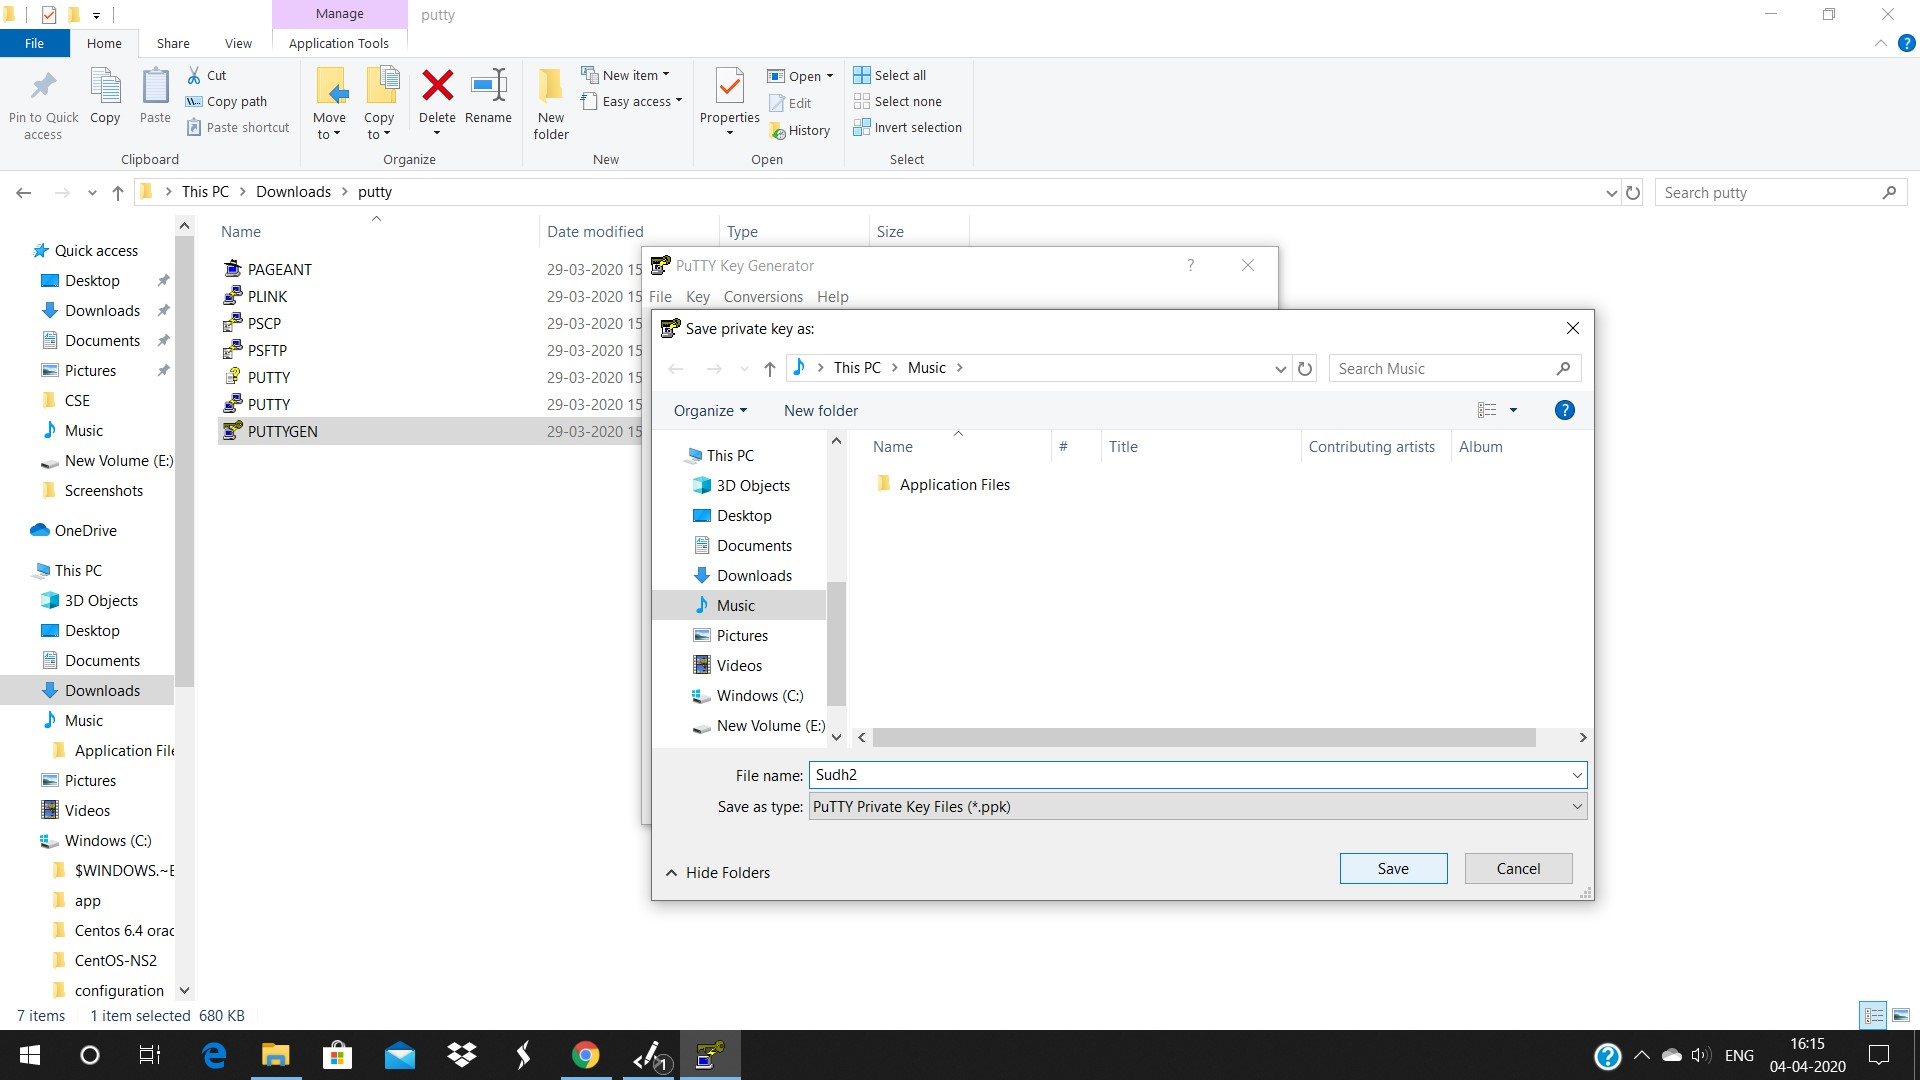 Manage
putty
File
Home
Share
View
Application Tools
Pin to Quick access
Copy
Paste
Cut
Copy path
Paste shortcut
Clipboard
Move to
Copy to
Delete
Rename
Organize
New folder
New item
Easy access
New
Properties
Open
Edit
History
Open
Select all
Select none
Invert selection
Select
This PC > Downloads > putty
Search putty
Quick access
Desktop
Downloads
Documents
Pictures
CSE
Music
New Volume (E:)
Screenshots
OneDrive
This PC
3D Objects
Desktop
Documents
Downloads
Music
Application File
Pictures
Videos
Windows (C:)
$WINDOWS.~E
app
Centos 6.4 orac
CentOS-NS2
configuration
Name Date modified Type Size
PAGEANT 29-03-2020 15
PLINK 29-03-2020 15
PSCP 29-03-2020 15
PSFTP 29-03-2020 15
PUTTY 29-03-2020 15
PUTTY 29-03-2020 15
PUTTYGEN 29-03-2020 15
PuTTY Key Generator ?
File Key Conversions Help
Save private key as:
This PC > Music >
Search Music
Organize New folder ?
This PC
3D Objects
Desktop
Documents
Downloads
Music
Pictures
Videos
Windows (C:)
New Volume (E:)
Name # Title Contributing artists Album
Application Files
File name: Sudh2
Save as type: PuTTY Private Key Files (*.ppk)
Hide Folders
Save
Cancel
7 items 1 item selected 680 KB
1
?
ENG
16:15
04-04-2020